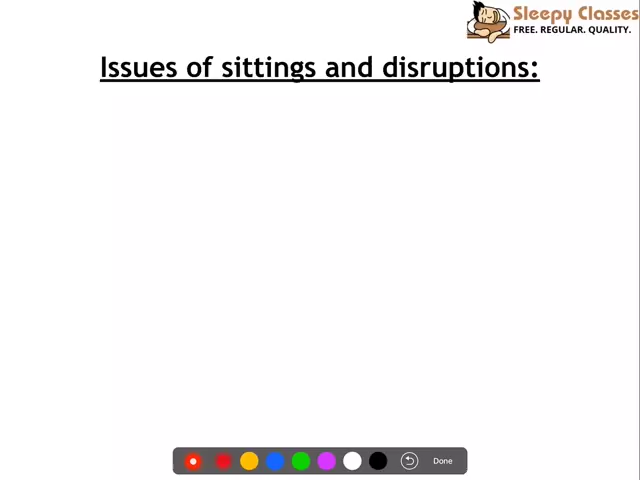 Sleepy Classes
FREE. REGULAR. QUALITY.
Issues of sittings and disruptions:
Done